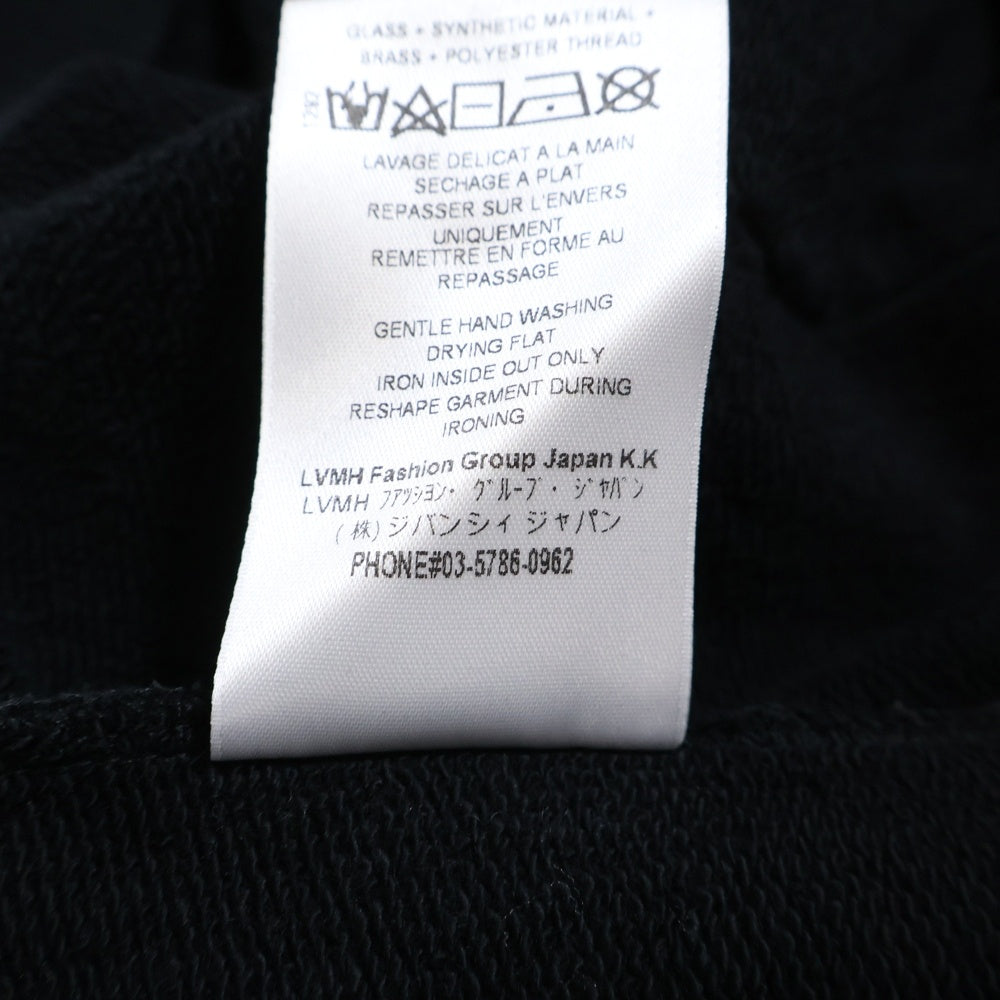 GLASS + SYNTHETIC MATERIAL +
BRASS + POLYESTER THREAD
LAVAGE DELICAT A LA MAIN
SECHAGE A PLAT
REPASSER SUR L'ENVERS
UNIQUEMENT
REMETTRE EN FORME AU
REPASSAGE
GENTLE HAND WASHING
DRYING FLAT
IRON INSIDE OUT ONLY
RESHAPE GARMENT DURING
IRONING
LVMH Fashion Group Japan K.K
LVMH ファッション・グループ・ジャパン
(株)ジバンシィ ジャパン
PHONE#03-5786-0962